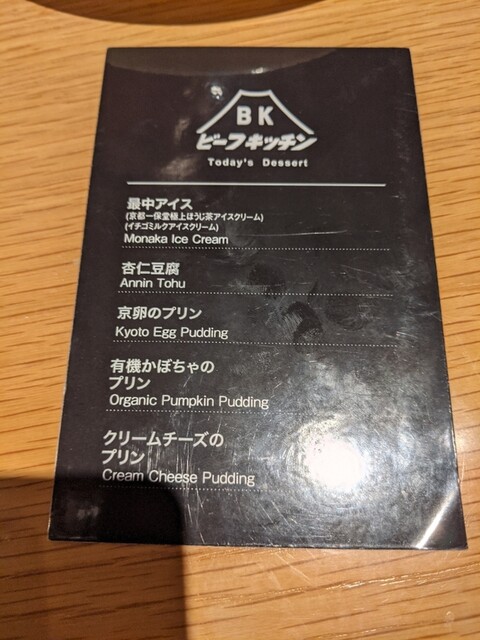 BK
ビーフキッチン
Today's Dessert
最中アイス
(京都一保堂極上ほうじ茶アイスクリーム)
(イチゴミルクアイスクリーム)
Monaka Ice Cream
杏仁豆腐
Annin Tohu
京卵のプリン
Kyoto Egg Pudding
有機かぼちゃの
プリン
Organic Pumpkin Pudding
クリームチーズの
プリン
Cream Cheese Pudding